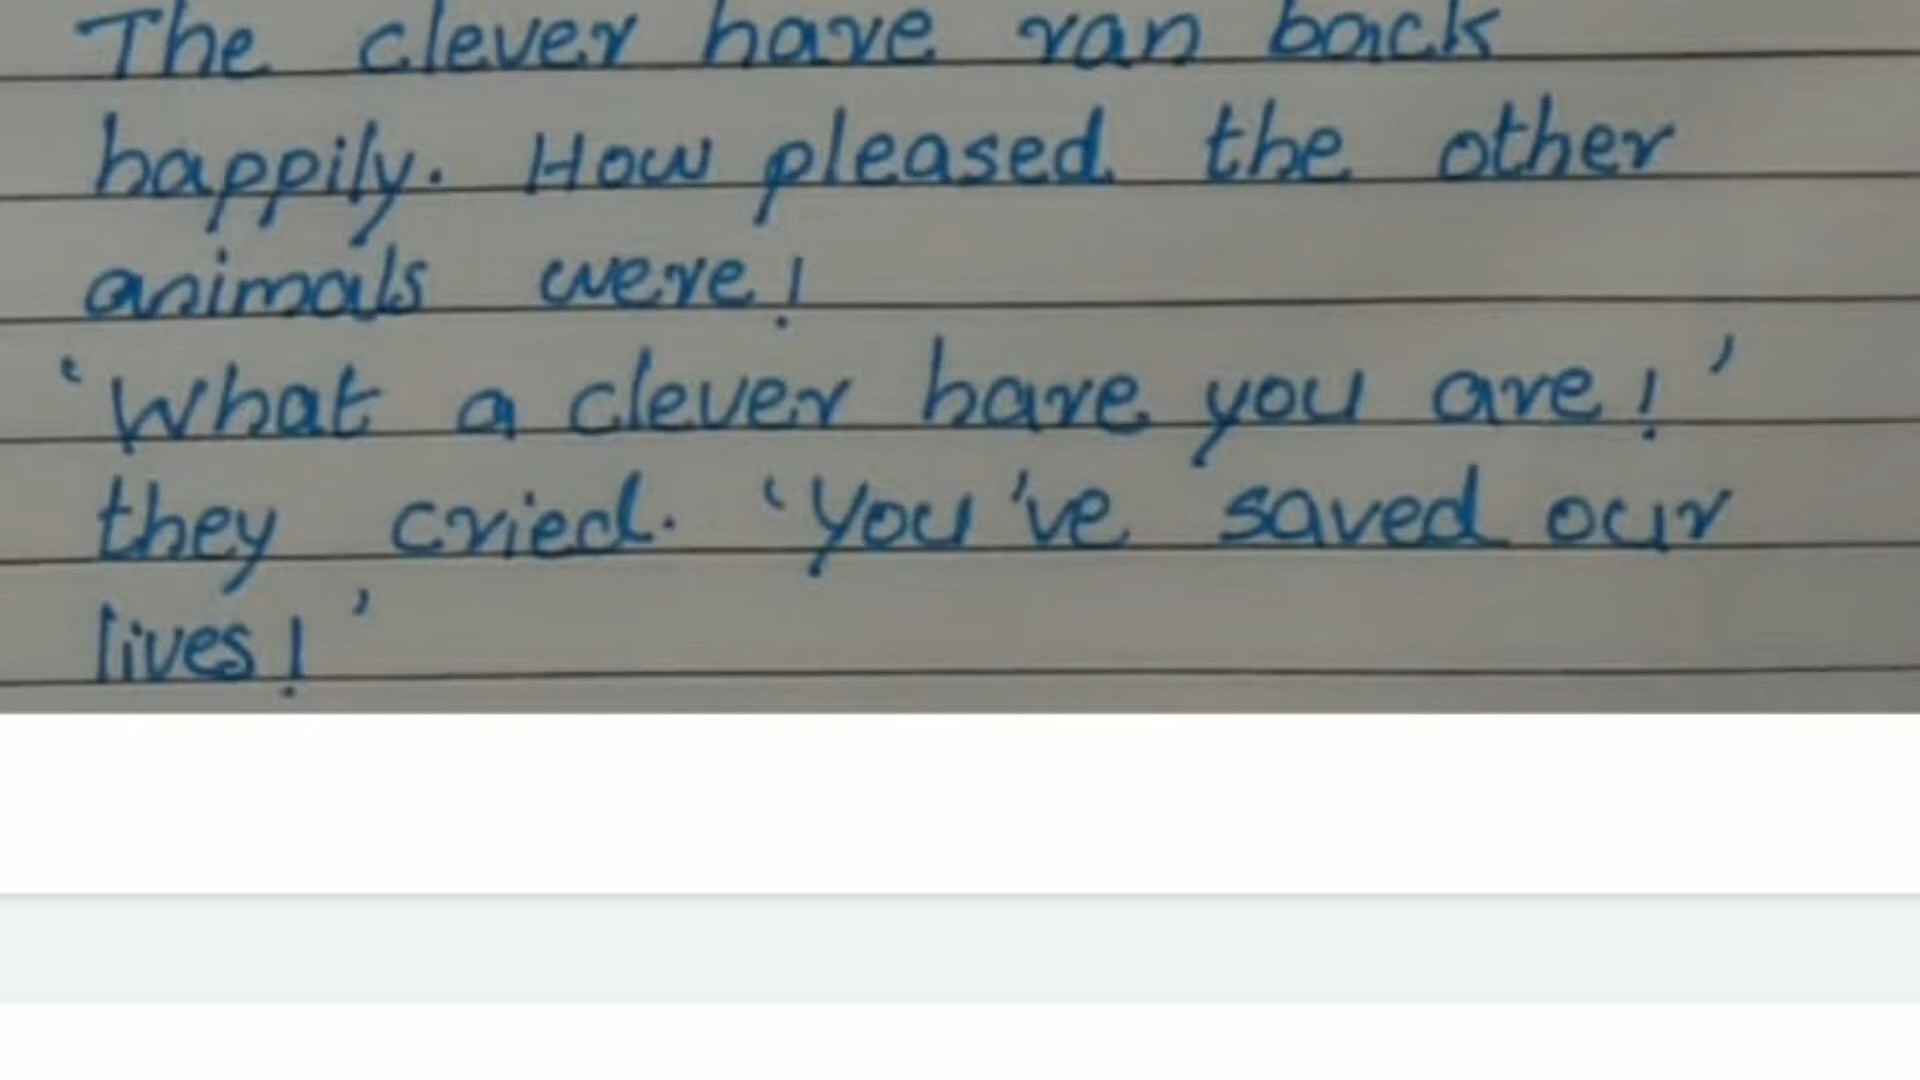 The clever hare ran back
happily. How pleased the other
animals were!
'What a clever hare you are!'
they cried. 'You've saved our
lives!'